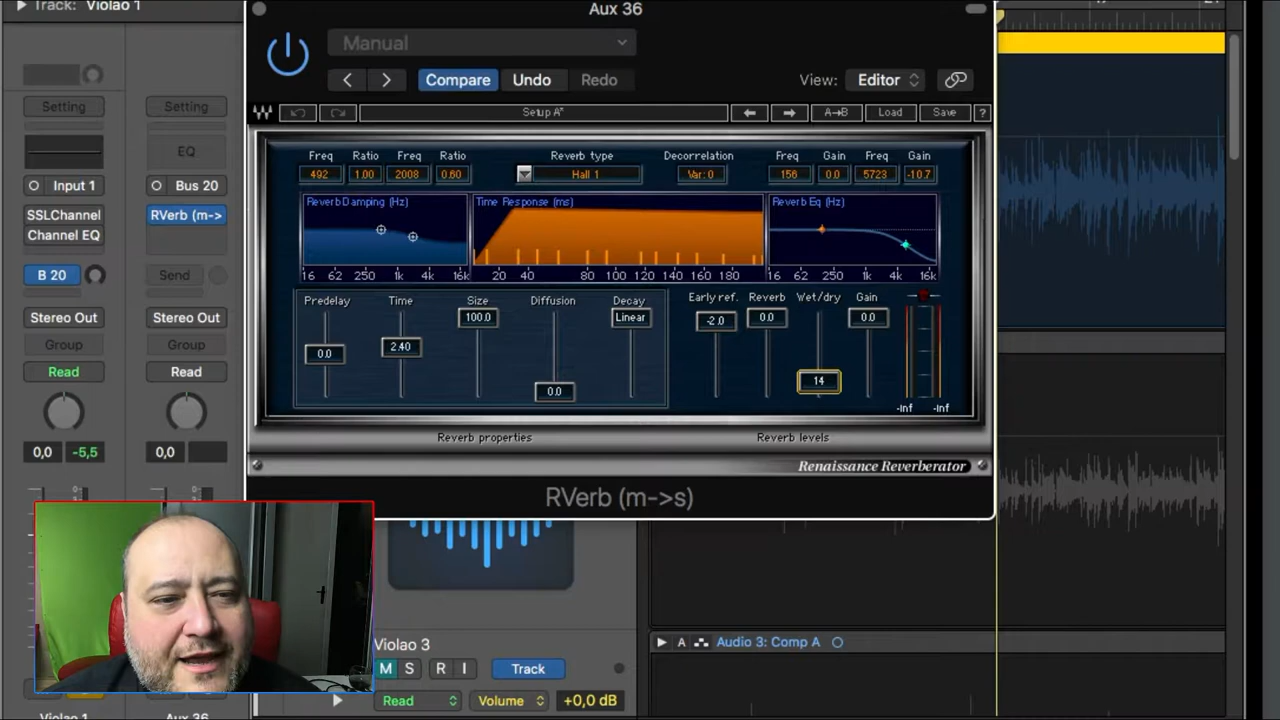 Track: Violao 1
Aux 36
Manual
Compare
Undo
Redo
View:
Editor
Setup A*
A→B
Load
Save
?
Setting
Setting
EQ
Input 1
Bus 20
SSLChannel
RVerb (m->
Channel EQ
B 20
Send
Stereo Out
Stereo Out
Group
Group
Read
Read
0,0
-5,5
0,0
Freq Ratio Freq Ratio
492 1.00 2008 0.60
Reverb type
Hall 1
Decorrelation
Var: 0
Freq Gain Freq Gain
156 0.0 5723 -10.7
Reverb Damping (Hz)
16 62 250 1k 4k 16k
Time Response (ms)
20 40 80 100 120 140 160 180
Reverb Eq (Hz)
16 62 250 1k 4k 16k
Predelay Time Size Diffusion Decay
0.0 2.40 100.0 0.0 Linear
Early ref. Reverb Wet/dry Gain
-2.0 0.0 14 0.0
-Inf -Inf
Reverb properties
Reverb levels
Renaissance Reverberator
RVerb (m->s)
Violao 3
M S R I
Track
Read
Volume
+0,0 dB
A
Audio 3: Comp A